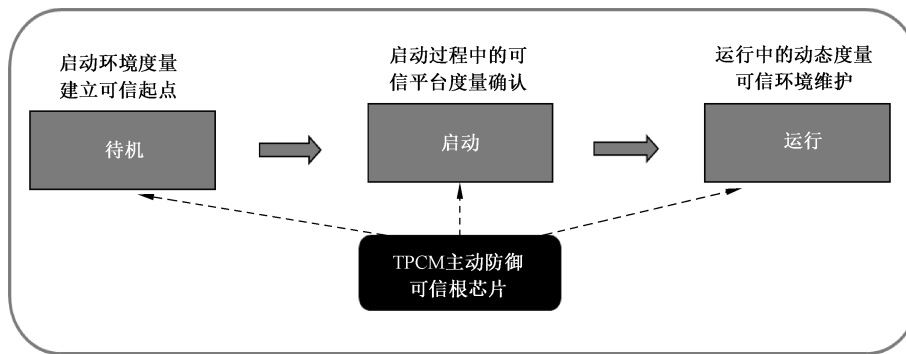 启动环境度量
建立可信起点
启动过程中的可
信平台度量确认
运行中的动态度量
可信环境维护
待机
启动
运行
TPCM主动防御
可信根芯片